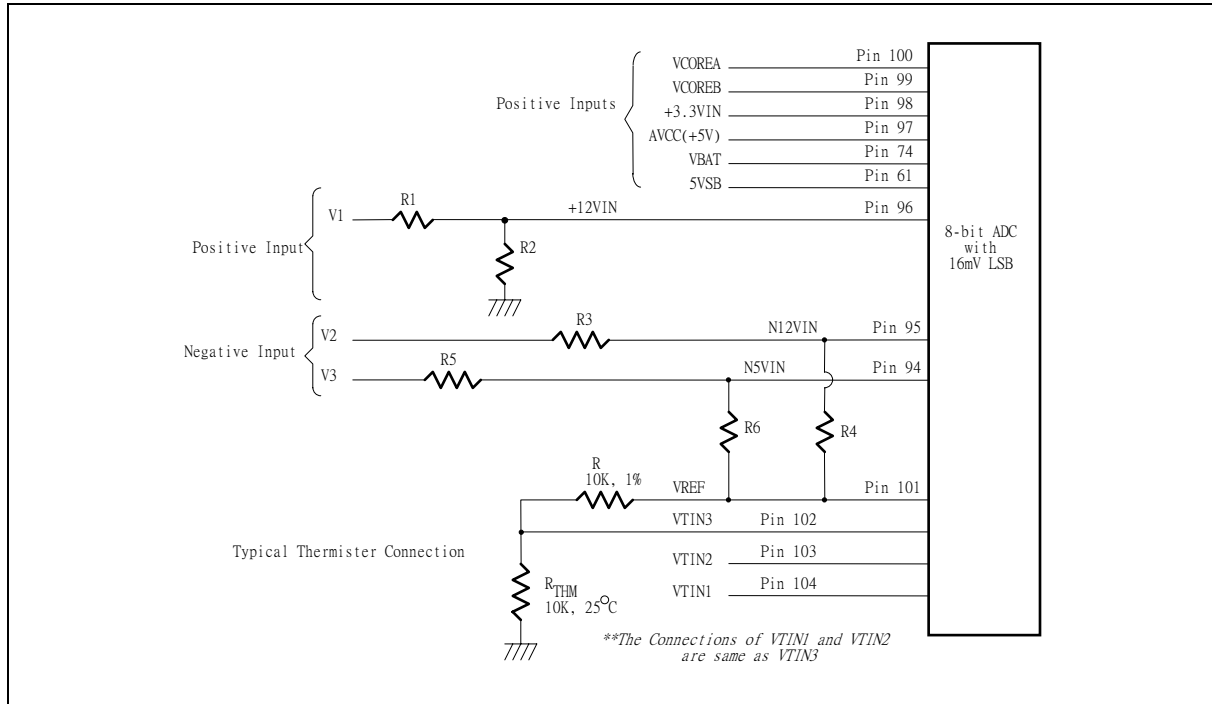 VCOREA Pin 100
VCOREB Pin 99
Positive Inputs +3.3VIN Pin 98
AVCC(+5V) Pin 97
VBAT Pin 74
5VSB Pin 61
R1
V1 +12VIN Pin 96
Positive Input R2
8-bit ADC
with
16mV LSB
R3
V2 N12VIN Pin 95
Negative Input
R5
V3 N5VIN Pin 94
R6 R4
R
10K, 1%
VREF Pin 101
VTIN3 Pin 102
Typical Thermister Connection
VTIN2 Pin 103
VTIN1 Pin 104
RTHM
10K, 25°C
**The Connections of VTIN1 and VTIN2
are same as VTIN3